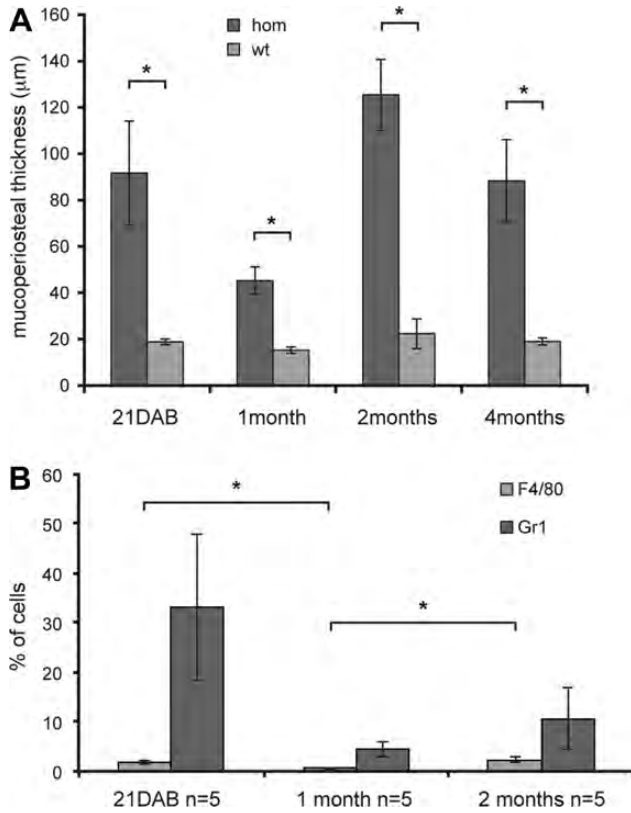 A
mucoperiosteal thickness (μm)
160
140
120
100
80
60
40
20
0
hom
wt
*
*
*
*
21DAB 1month 2months 4months
B
% of cells
60
50
40
30
20
10
0
F4/80
Gr1
*
*
21DAB n=5 1 month n=5 2 months n=5